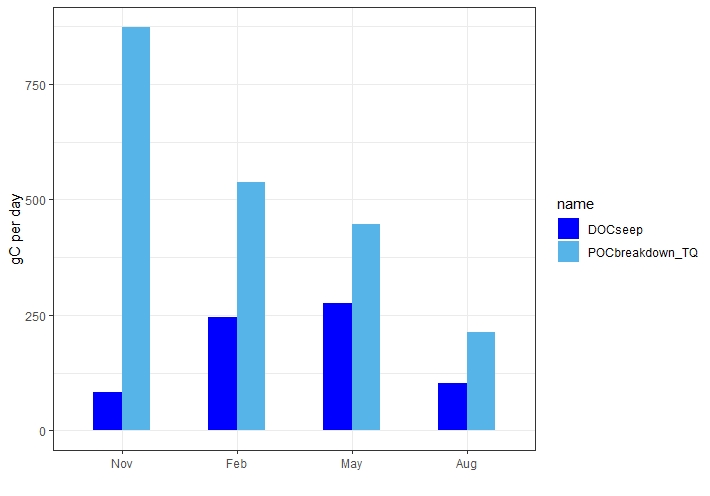 gC per day
750
500
250
0
Nov Feb May Aug
name
DOCseep
POCbreakdown_TQ